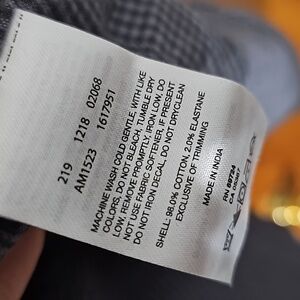 219 1218 02068
AM1523 1617951
MACHINE WASH COLD GENTLE, WITH LIKE
COLORS, DO NOT BLEACH, TUMBLE DRY
LOW, REMOVE PROMPTLY, IRON LOW, DO
NOT USE FABRIC SOFTENER, IF PRESENT
DO NOT IRON DECAL, DO NOT DRYCLEAN
SHELL: 98.0% COTTON, 2.0% ELASTANE
EXCLUSIVE OF TRIMMING
MADE IN INDIA